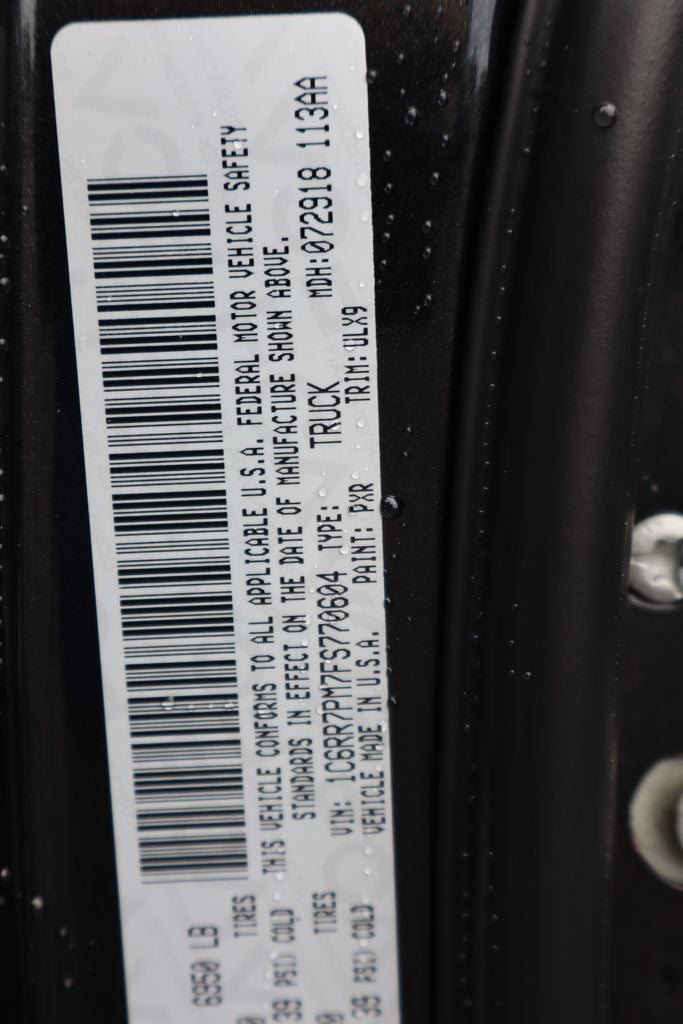 6950 LB
TIRES
39 PSI) COLD
TIRES
39 PSI) COLD
THIS VEHICLE CONFORMS TO ALL APPLICABLE U.S.A. FEDERAL MOTOR VEHICLE SAFETY
STANDARDS IN EFFECT ON THE DATE OF MANUFACTURE SHOWN ABOVE.
VIN: 1C6RR7PM7FS770604 TYPE: TRUCK MDH:072918 113AA
VEHICLE MADE IN U.S.A. PAINT: PXR TRIM:ULX9